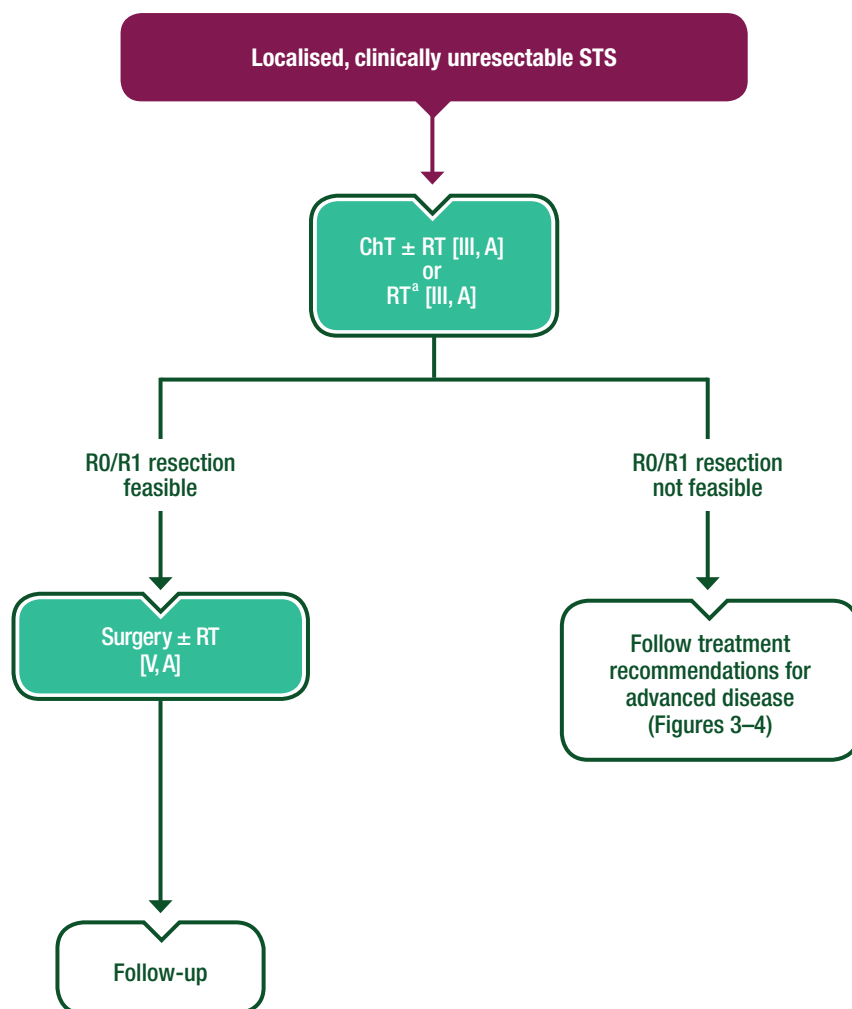 Localised, clinically unresectable STS
ChT ± RT [III, A]
or
RTᵃ [III, A]
R0/R1 resection
feasible
R0/R1 resection
not feasible
Surgery ± RT
[V, A]
Follow treatment
recommendations for
advanced disease
(Figures 3–4)
Follow-up